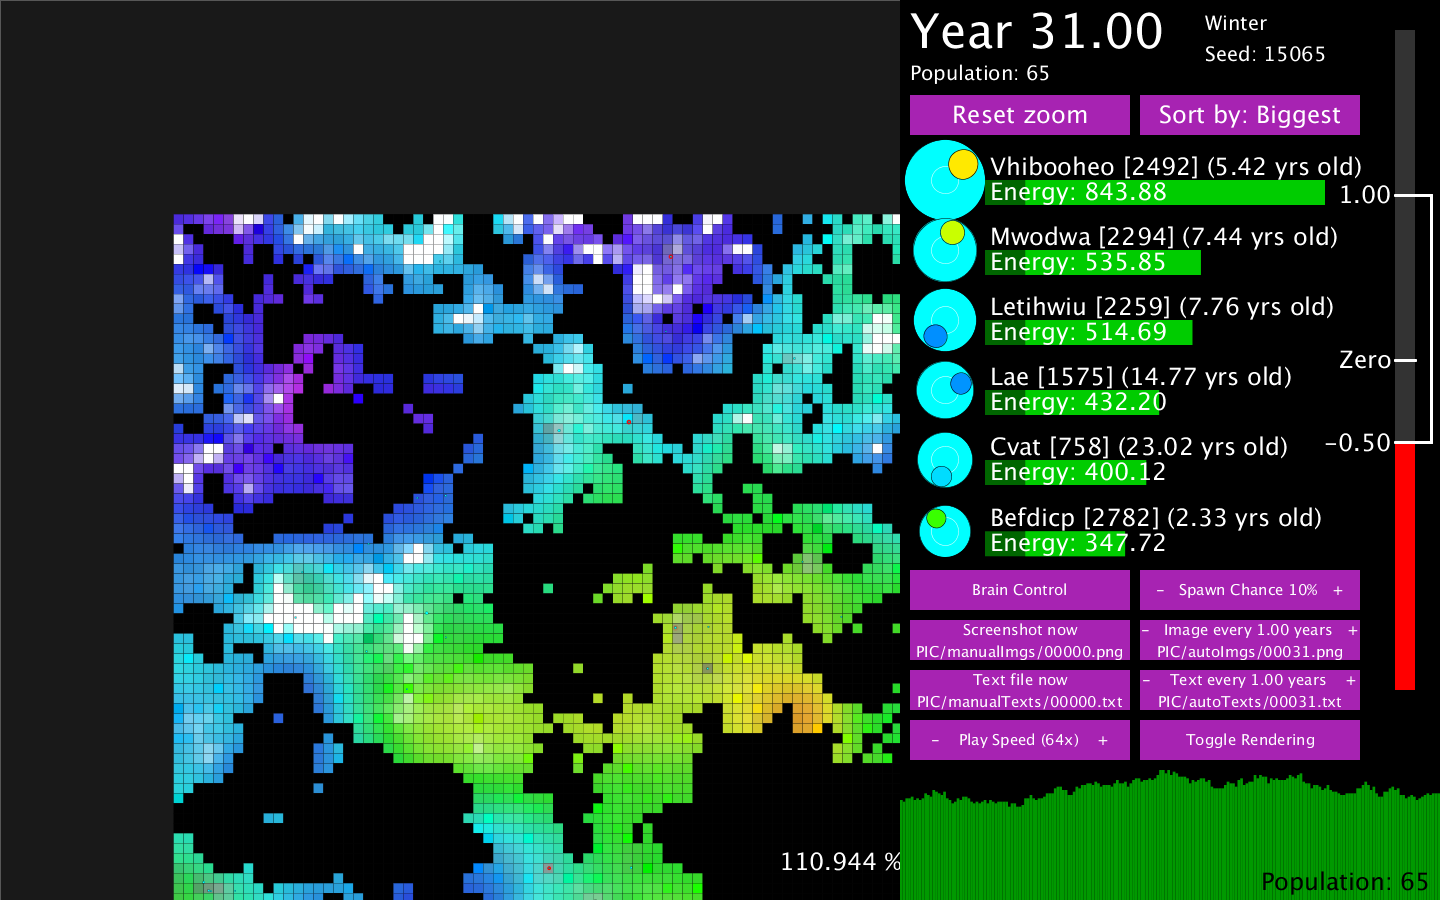 Year 31.00
Winter
Seed: 15065
Population: 65
Reset zoom
Sort by: Biggest
Vhibooheo [2492] (5.42 yrs old)
Energy: 843.88
Mwodwa [2294] (7.44 yrs old)
Energy: 535.85
Letihwiu [2259] (7.76 yrs old)
Energy: 514.69
Lae [1575] (14.77 yrs old)
Energy: 432.20
Cvat [758] (23.02 yrs old)
Energy: 400.12
Befdicp [2782] (2.33 yrs old)
Energy: 347.72
1.00
Zero
-0.50
Brain Control
- Spawn Chance 10% +
Screenshot now
PIC/manualImgs/00000.png
- Image every 1.00 years +
PIC/autoImgs/00031.png
Text file now
PIC/manualTexts/00000.txt
- Text every 1.00 years +
PIC/autoTexts/00031.txt
- Play Speed (64x) +
Toggle Rendering
110.944 %
Population: 65